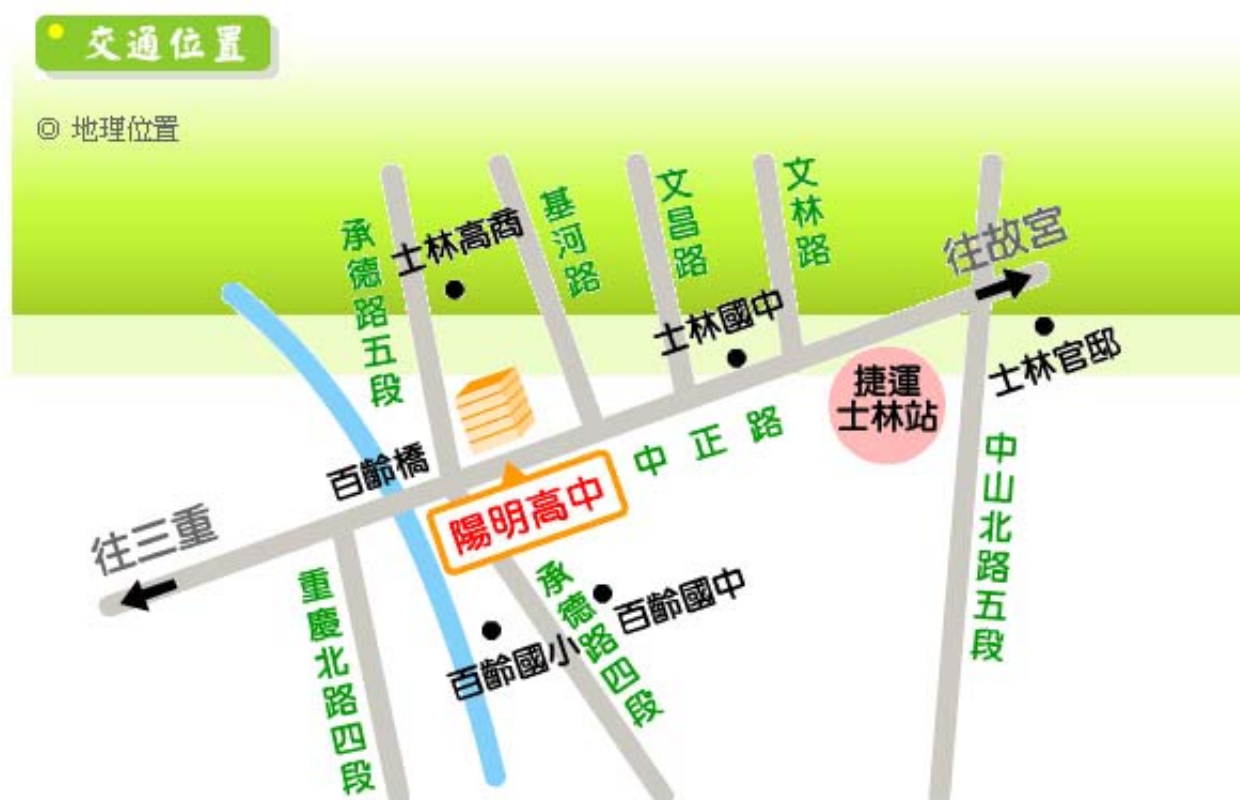 交通位置
◎ 地理位置
承德路五段
士林高商
基河路
文昌路
文林路
往故宮
士林國中
士林官邸
捷運
士林站
中正路
百齡橋
陽明高中
往三重
中山北路五段
重慶北路四段
承德路四段
百齡國中
百齡國小